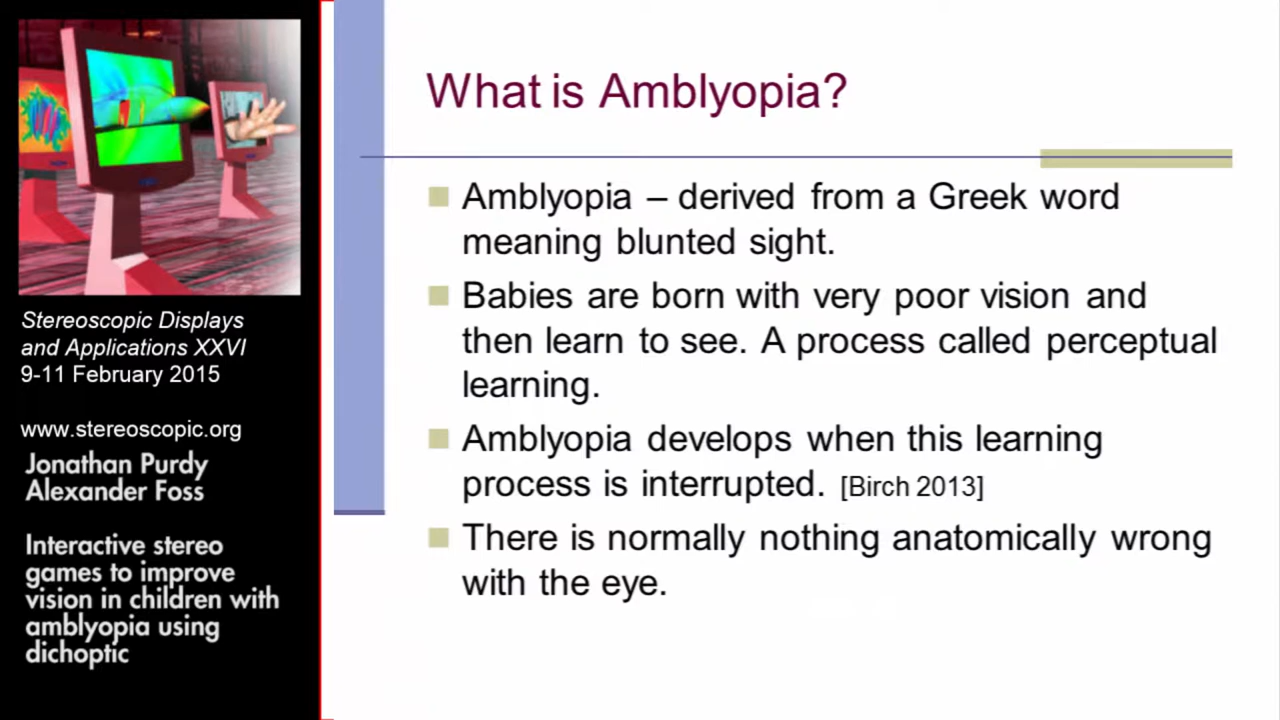 Stereoscopic Displays
and Applications XXVI
9-11 February 2015
www.stereoscopic.org
Jonathan Purdy
Alexander Foss
Interactive stereo
games to improve
vision in children with
amblyopia using
dichoptic
What is Amblyopia?
Amblyopia – derived from a Greek word
meaning blunted sight.
Babies are born with very poor vision and
then learn to see. A process called perceptual
learning.
Amblyopia develops when this learning
process is interrupted. [Birch 2013]
There is normally nothing anatomically wrong
with the eye.